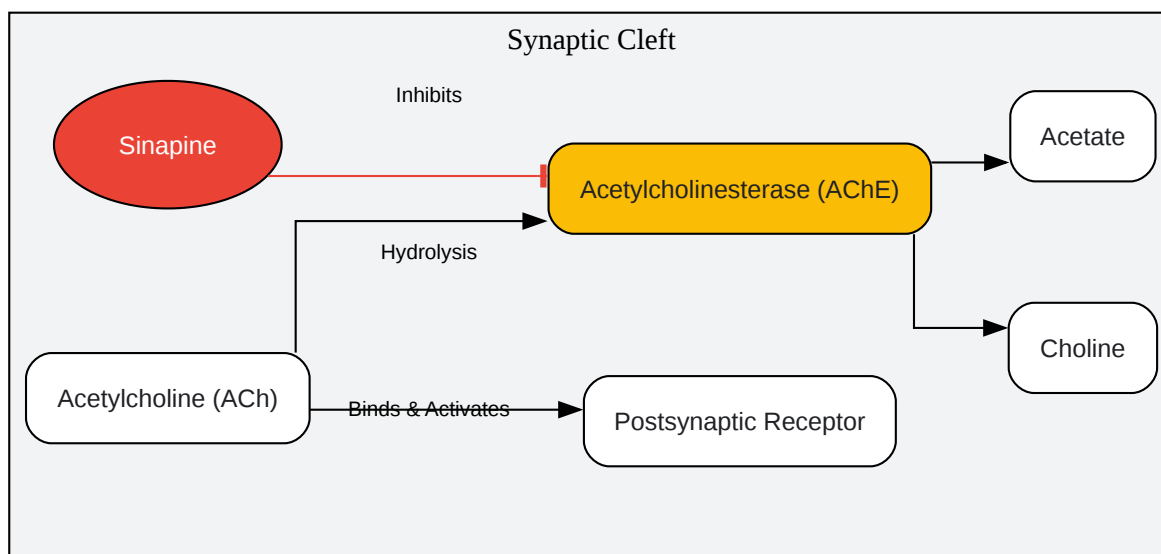 Synaptic Cleft
Inhibits
Sinapine
Acetate
Acetylcholinesterase (AChE)
Hydrolysis
Choline
Acetylcholine (ACh)
Binds & Activates
Postsynaptic Receptor